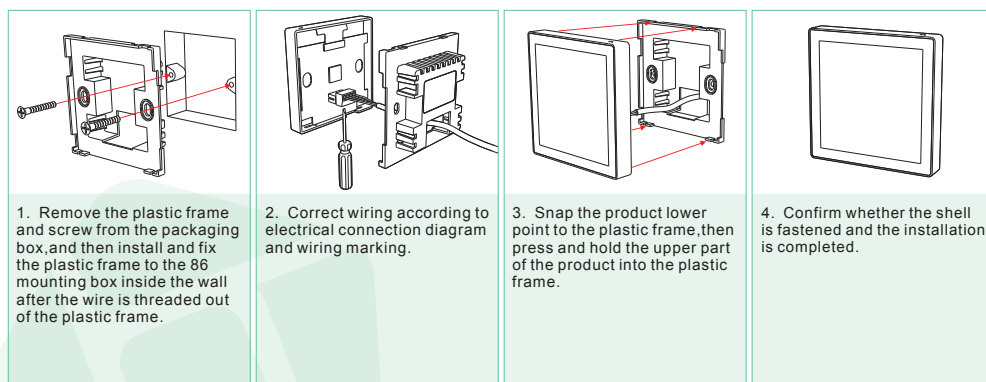 1. Remove the plastic frame
and screw from the packaging
box,and then install and fix
the plastic frame to the 86
mounting box inside the wall
after the wire is threaded out
of the plastic frame.
2. Correct wiring according to
electrical connection diagram
and wiring marking.
3. Snap the product lower
point to the plastic frame,then
press and hold the upper part
of the product into the plastic
frame.
4. Confirm whether the shell
is fastened and the installation
is completed.